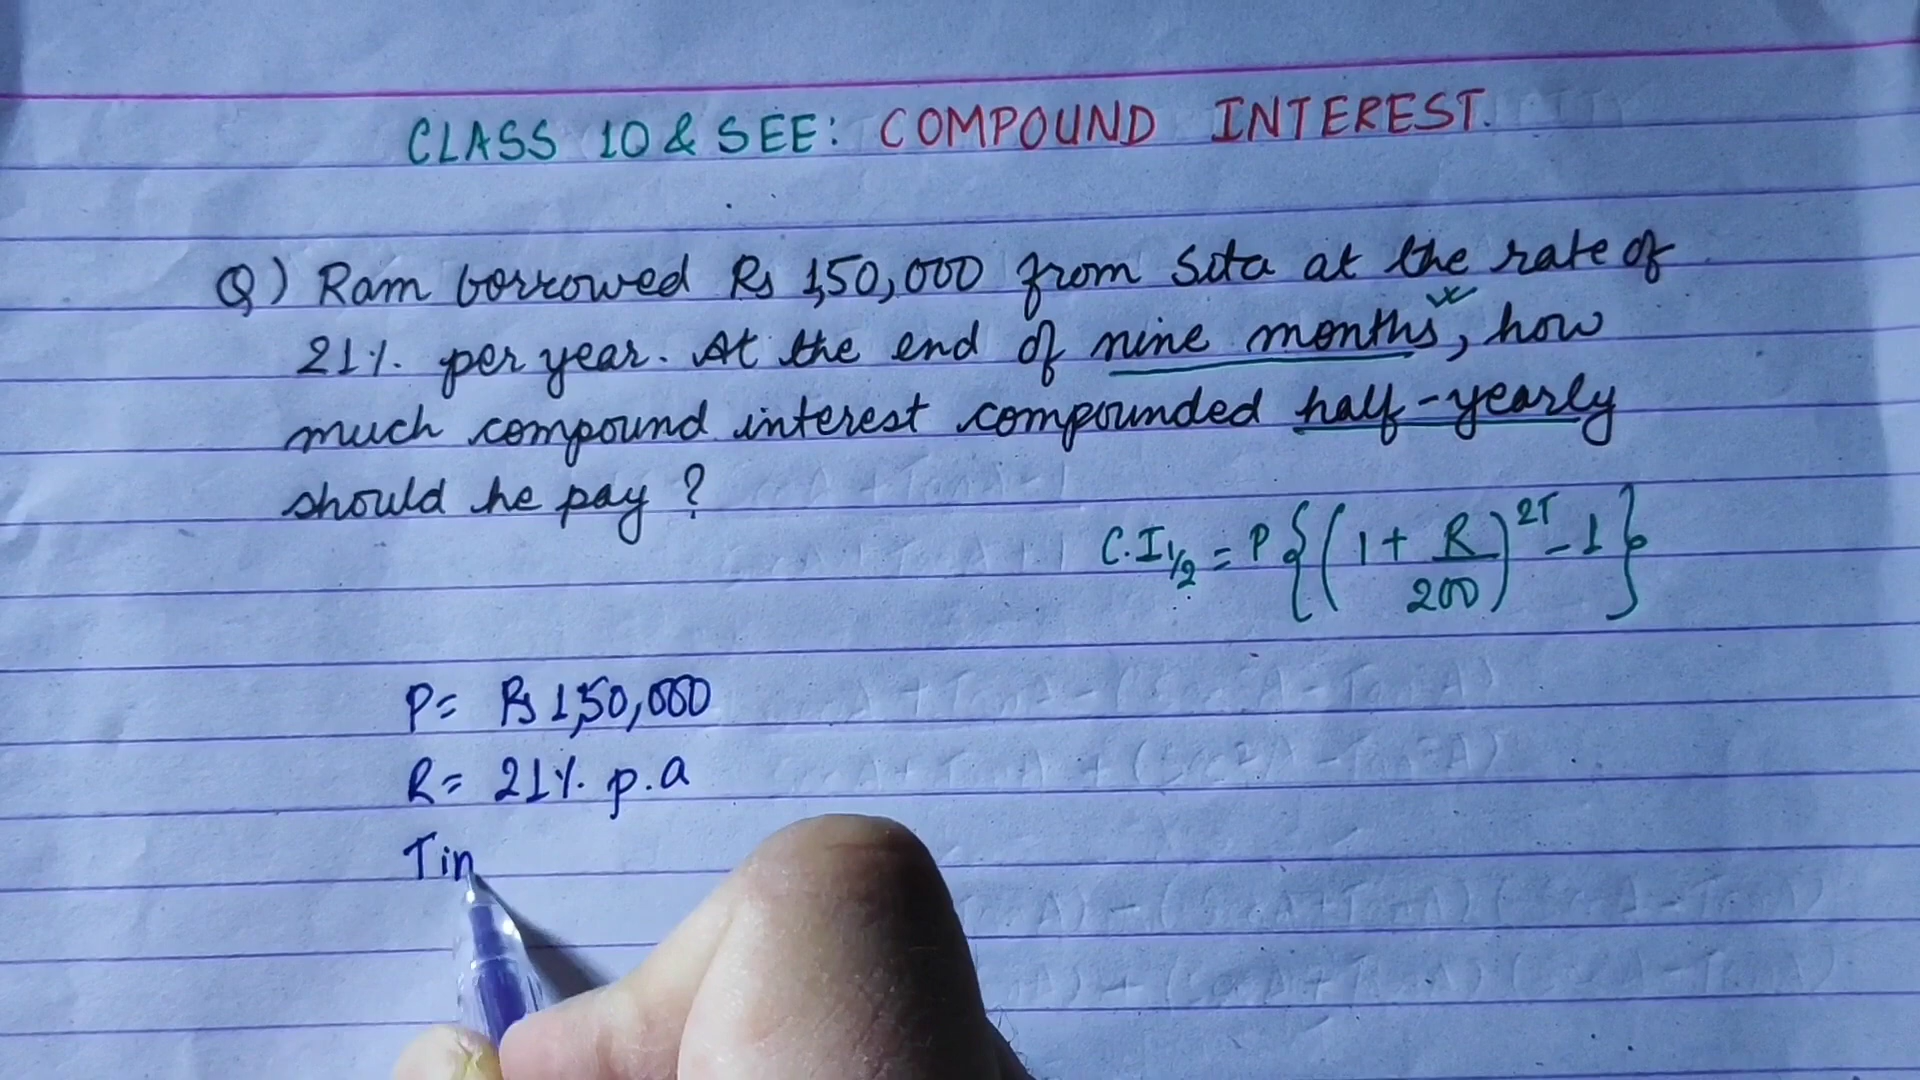 CLASS 10 & SEE: COMPOUND INTEREST.
Q) Ram borrowed Rs 1,50,000 from Sita at the rate of
21%. per year. At the end of nine months, how
much compound interest compounded half-yearly
should he pay ?
C.I½ = P{(1 + R/200)^2T - 1}
P= Rs 1,50,000
R= 21%. p.a
Tim